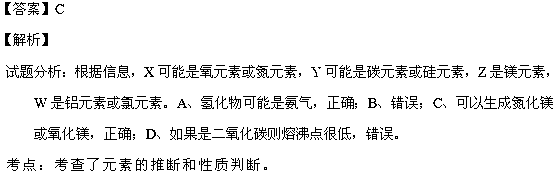 【答案】C
【解析】
试题分析：根据信息，X可能是氧元素或氮元素，Y可能是碳元素或硅元素，Z是镁元素，
W是铝元素或氯元素。A、氢化物可能是氨气，正确；B、错误；C、可以生成氮化镁
或氧化镁，正确；D、如果是二氧化碳则熔沸点很低，错误。
考点：考查了元素的推断和性质判断。